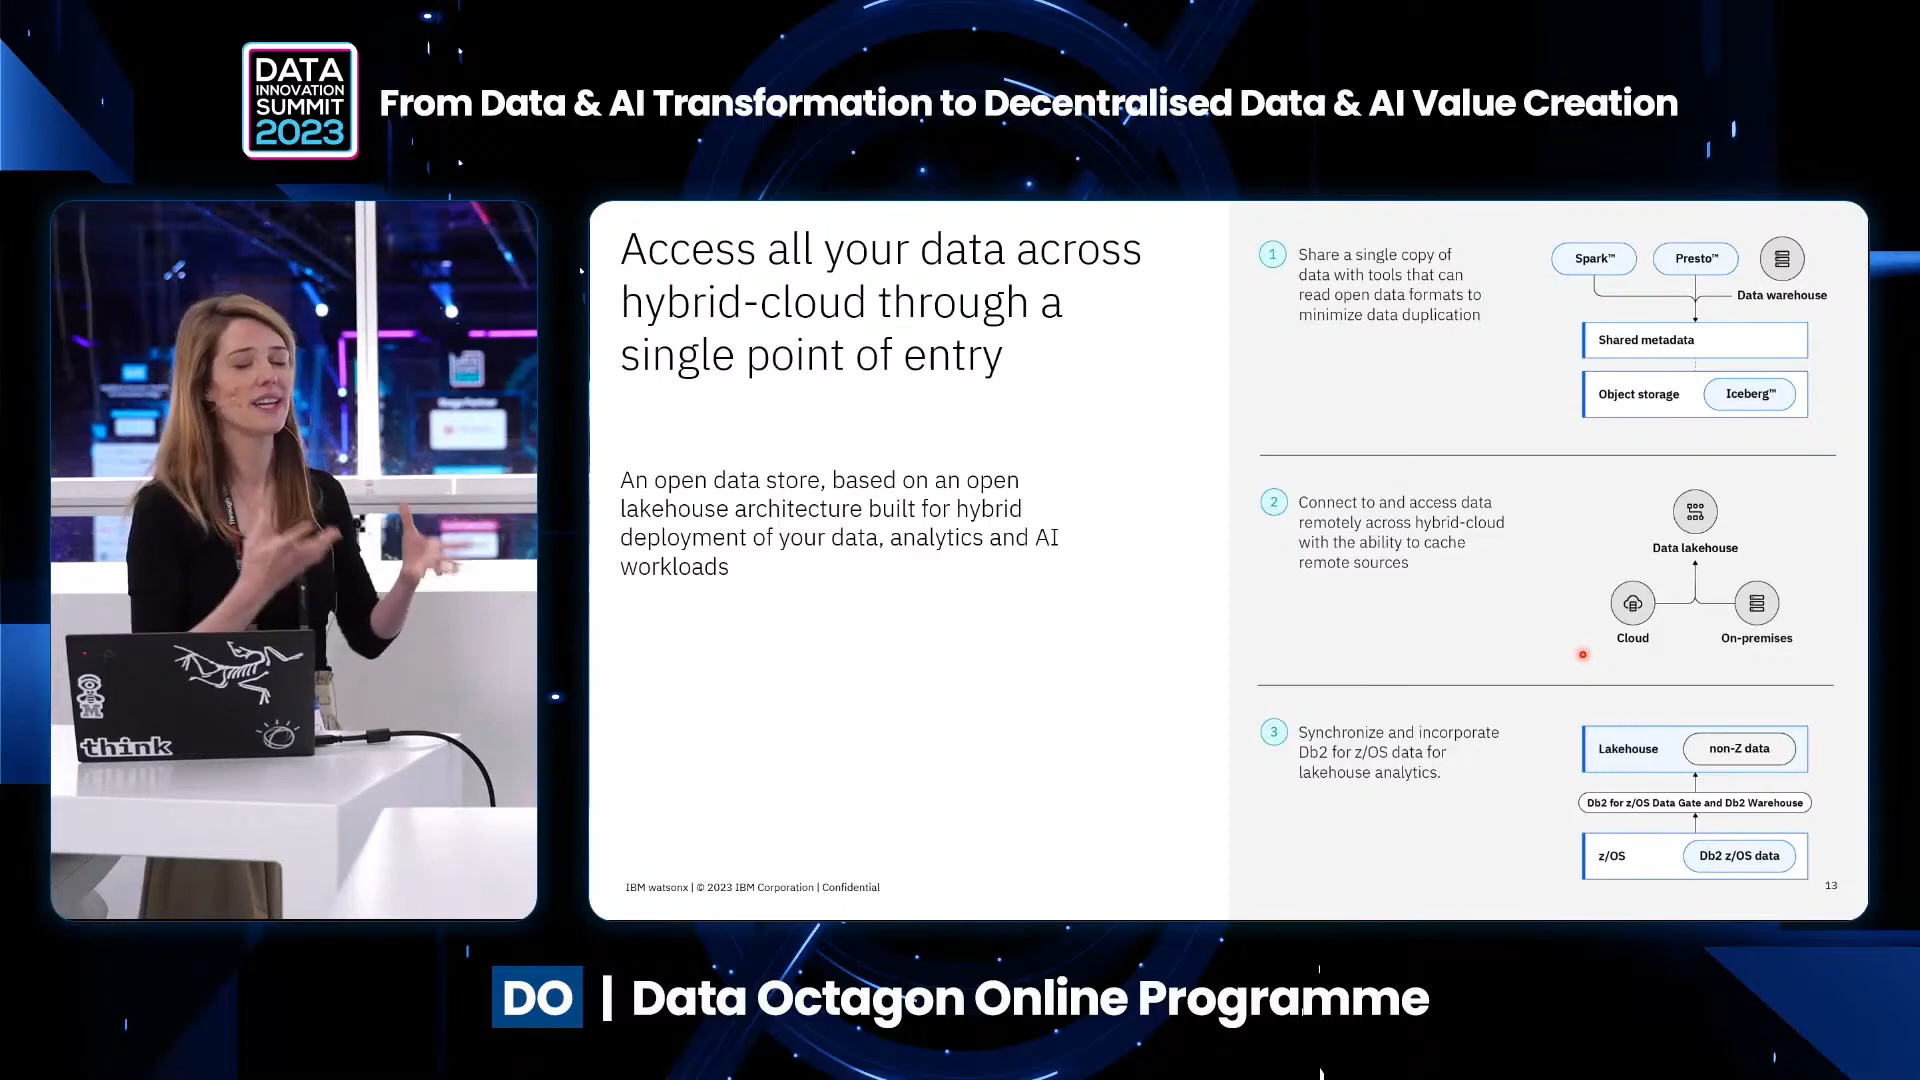 DATA
INNOVATION
SUMMIT
2023
From Data & AI Transformation to Decentralised Data & AI Value Creation
think
Access all your data across
hybrid-cloud through a
single point of entry
An open data store, based on an open
lakehouse architecture built for hybrid
deployment of your data, analytics and AI
workloads
IBM watsonx | © 2023 IBM Corporation | Confidential
1
Share a single copy of
data with tools that can
read open data formats to
minimize data duplication
Spark™
Presto™
Data warehouse
Shared metadata
Object storage
Iceberg™
2
Connect to and access data
remotely across hybrid-cloud
with the ability to cache
remote sources
Data lakehouse
Cloud
On-premises
3
Synchronize and incorporate
Db2 for z/OS data for
lakehouse analytics.
Lakehouse
non-Z data
Db2 for z/OS Data Gate and Db2 Warehouse
z/OS
Db2 z/OS data
13
DO | Data Octagon Online Programme